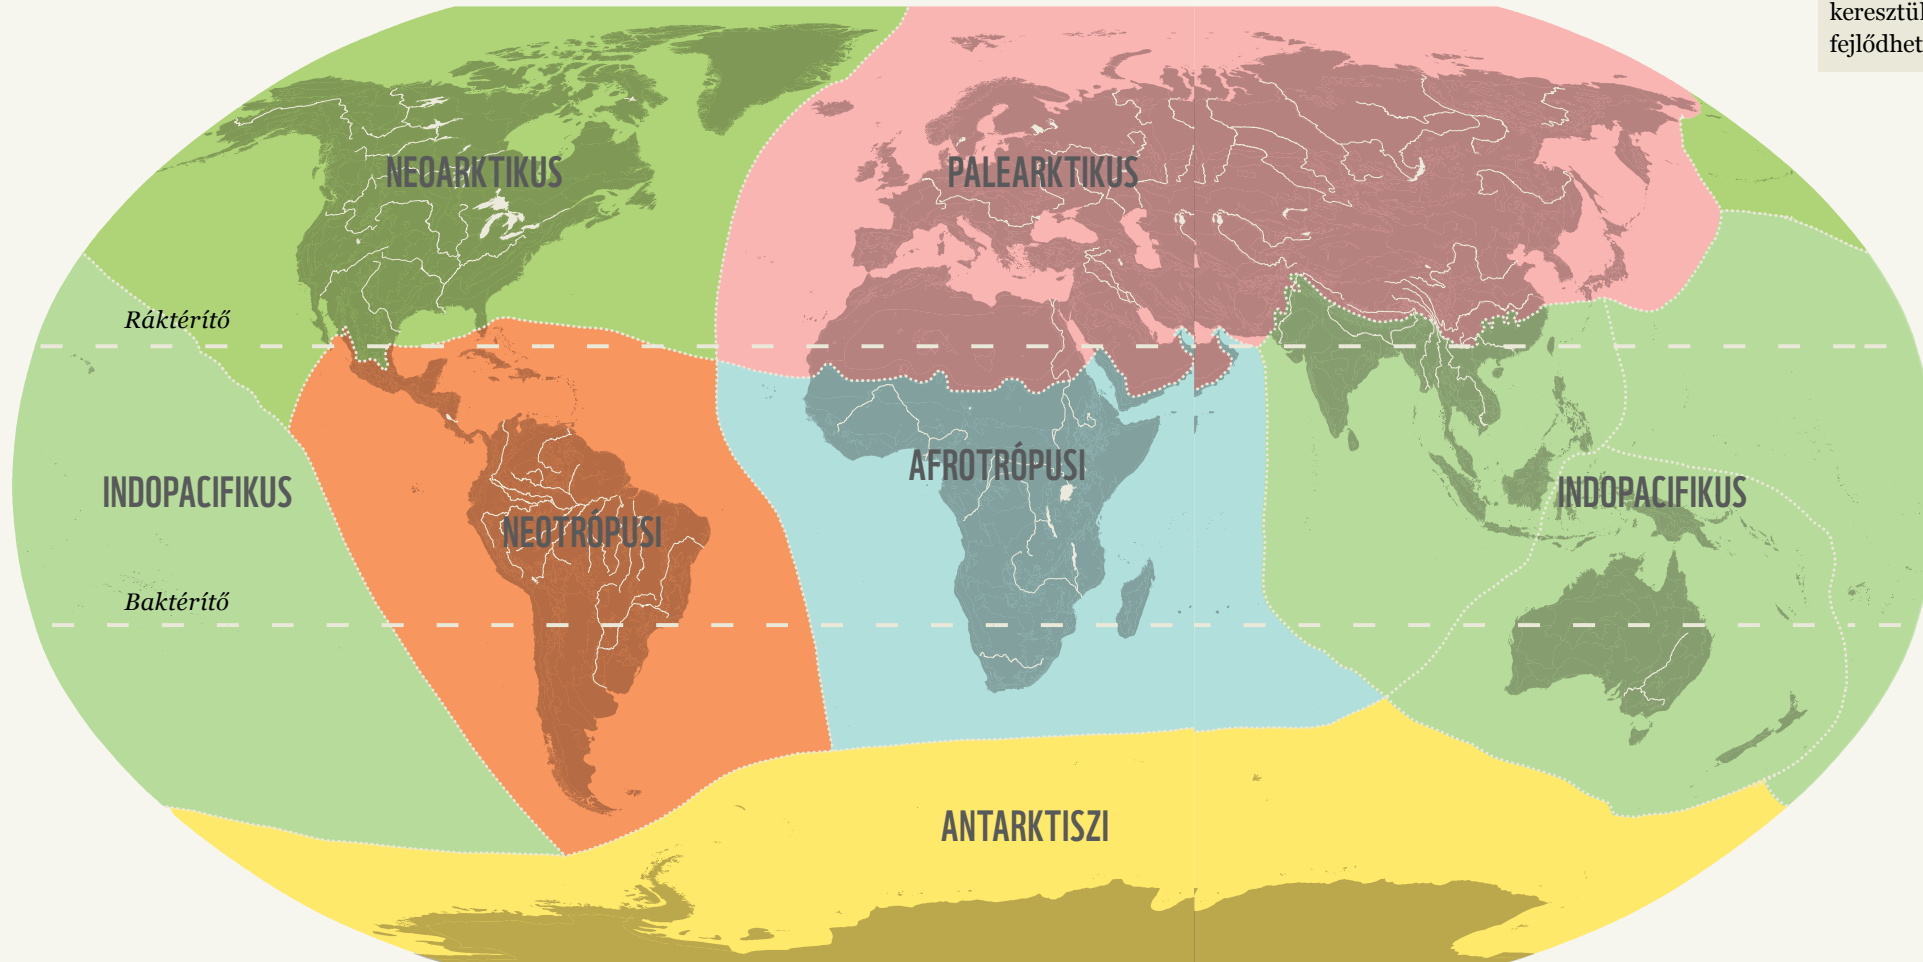 keresztül
fejlődhet
NEOARKTIKUS
PALEARKTIKUS
Ráktérítő
AFROTRÓPUSI
INDOPACIFIKUS
INDOPACIFIKUS
NEOTRÓPUSI
Baktérítő
ANTARKTISZI